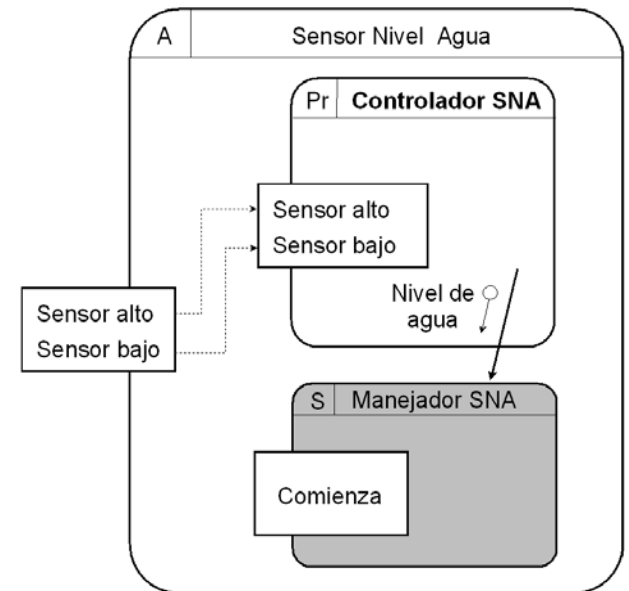 A Sensor Nivel Agua
Pr Controlador SNA
Sensor alto
Sensor bajo
Sensor alto
Sensor bajo
Nivel de
agua
S Manejador SNA
Comienza